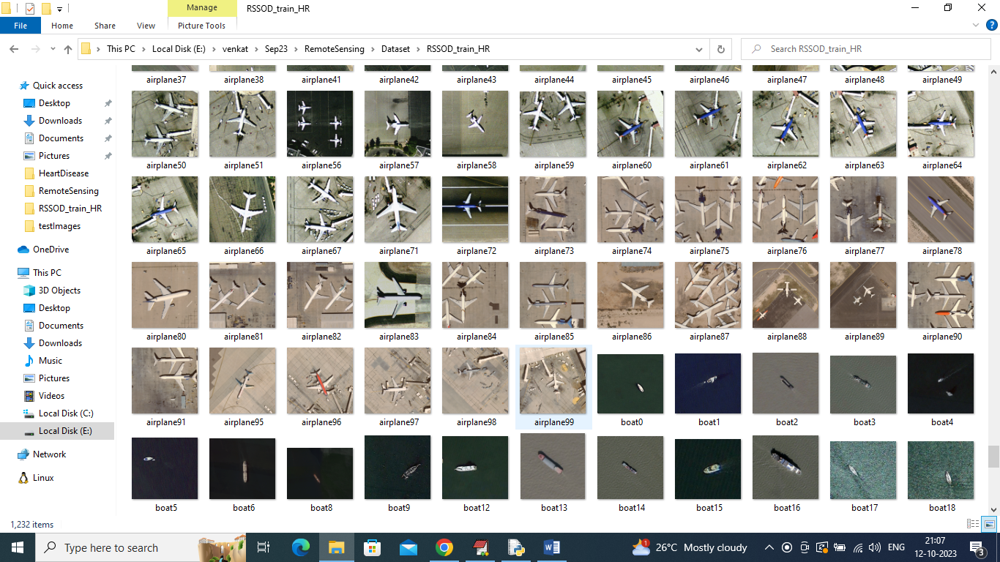 Manage
RSSOD_train_HR
File
Home
Share
View
Picture Tools
This PC
Local Disk (E:)
venkat
Sep23
RemoteSensing
Dataset
RSSOD_train_HR
Search RSSOD_train_HR
Quick access
Desktop
Downloads
Documents
Pictures
HeartDisease
RemoteSensing
RSSOD_train_HR
testImages
OneDrive
This PC
3D Objects
Desktop
Documents
Downloads
Music
Pictures
Videos
Local Disk (C:)
Local Disk (E:)
Network
Linux
airplane37 airplane38 airplane41 airplane42 airplane43 airplane44 airplane45 airplane46 airplane47 airplane48 airplane49
airplane50 airplane51 airplane56 airplane57 airplane58 airplane59 airplane60 airplane61 airplane62 airplane63 airplane64
airplane65 airplane66 airplane67 airplane71 airplane72 airplane73 airplane74 airplane75 airplane76 airplane77 airplane78
airplane80 airplane81 airplane82 airplane83 airplane84 airplane85 airplane86 airplane87 airplane88 airplane89 airplane90
airplane91 airplane95 airplane96 airplane97 airplane98 airplane99 boat0 boat1 boat2 boat3 boat4
boat5 boat6 boat8 boat9 boat12 boat13 boat14 boat15 boat16 boat17 boat18
1,232 items
Type here to search
1
26°C Mostly cloudy
ENG
21:07
12-10-2023
3